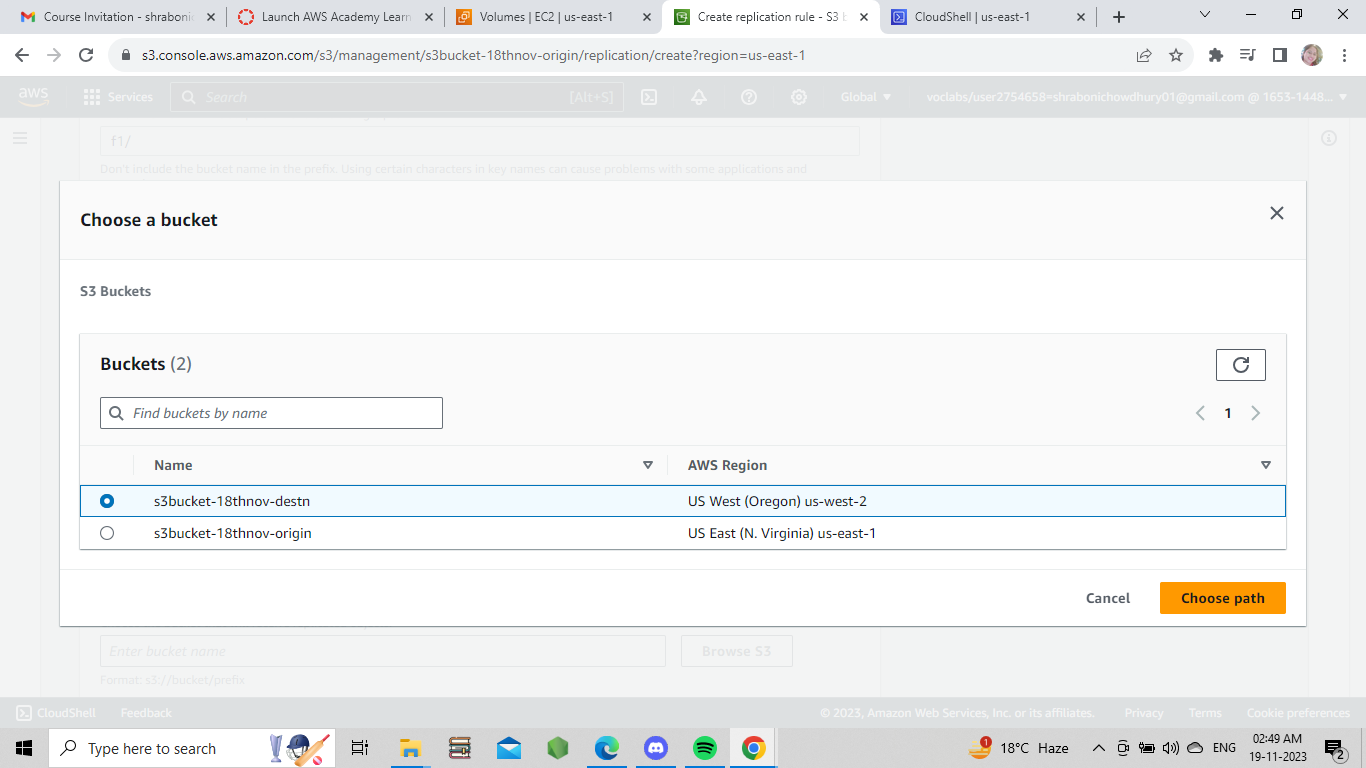 Course Invitation - shraboni
Launch AWS Academy Learn
Volumes | EC2 | us-east-1
Create replication rule - S3 b
CloudShell | us-east-1
s3.console.aws.amazon.com/s3/management/s3bucket-18thnov-origin/replication/create?region=us-east-1
aws
Services
Search
[Alt+S]
Global
voclabs/user2754658=shrabonichowdhury01@gmail.com @ 1653-1448...
f1/
Don't include the bucket name in the prefix. Using certain characters in key names can cause problems with some applications and
Choose a bucket
S3 Buckets
Buckets (2)
Find buckets by name
1
Name
AWS Region
s3bucket-18thnov-destn
US West (Oregon) us-west-2
s3bucket-18thnov-origin
US East (N. Virginia) us-east-1
Cancel
Choose path
Enter bucket name
Browse S3
Format: s3://bucket/prefix
CloudShell
Feedback
© 2023, Amazon Web Services, Inc. or its affiliates.
Privacy
Terms
Cookie preferences
Type here to search
1
18°C Haze
ENG
02:49 AM
19-11-2023
2